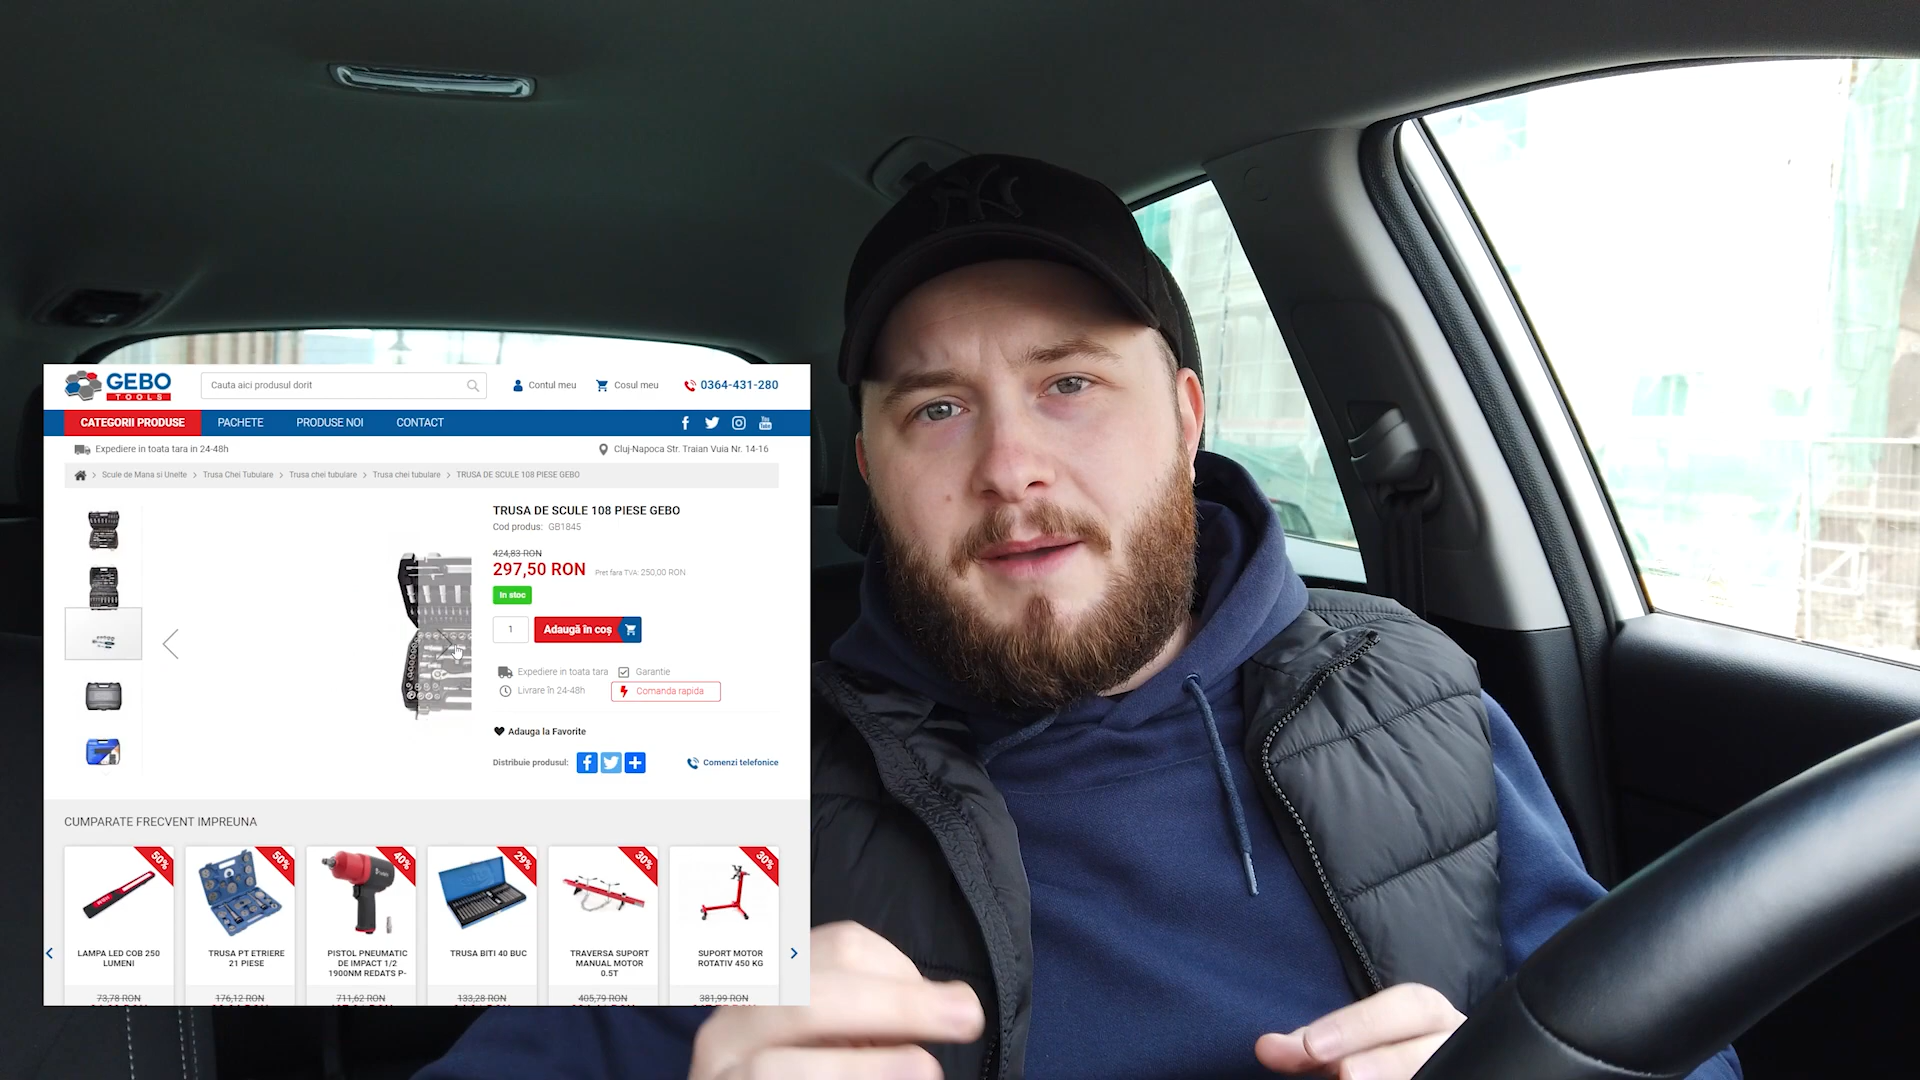 GEBO
TOOLS
Cauta aici produsul dorit
Contul meu
Cosul meu
0364-431-280
CATEGORII PRODUSE
PACHETE
PRODUSE NOI
CONTACT
Expediere in toata tara in 24-48h
Cluj-Napoca Str. Traian Vuia Nr. 14-16
Scule de Mana si Unelte > Trusa Chei Tubulare > Trusa chei tubulare > Trusa chei tubulare > TRUSA DE SCULE 108 PIESE GEBO
TRUSA DE SCULE 108 PIESE GEBO
Cod produs: GB1845
424,83 RON
297,50 RON
Pret fara TVA: 250,00 RON
In stoc
1
Adaugă în coș
Expediere in toata tara
Garantie
Livrare în 24-48h
Comanda rapida
Adauga la Favorite
Distribuie produsul:
Comenzi telefonice
CUMPARATE FRECVENT IMPREUNA
50%
50%
40%
29%
30%
30%
LAMPA LED COB 250
LUMENI
73,78 RON
TRUSA PT ETRIERE
21 PIESE
176,12 RON
PISTOL PNEUMATIC
DE IMPACT 1/2
1900NM REDATS P-
711,62 RON
TRUSA BITI 40 BUC
133,28 RON
TRAVERSA SUPORT
MANUAL MOTOR
0.5T
405,79 RON
SUPORT MOTOR
ROTATIV 450 KG
381,99 RON
NY